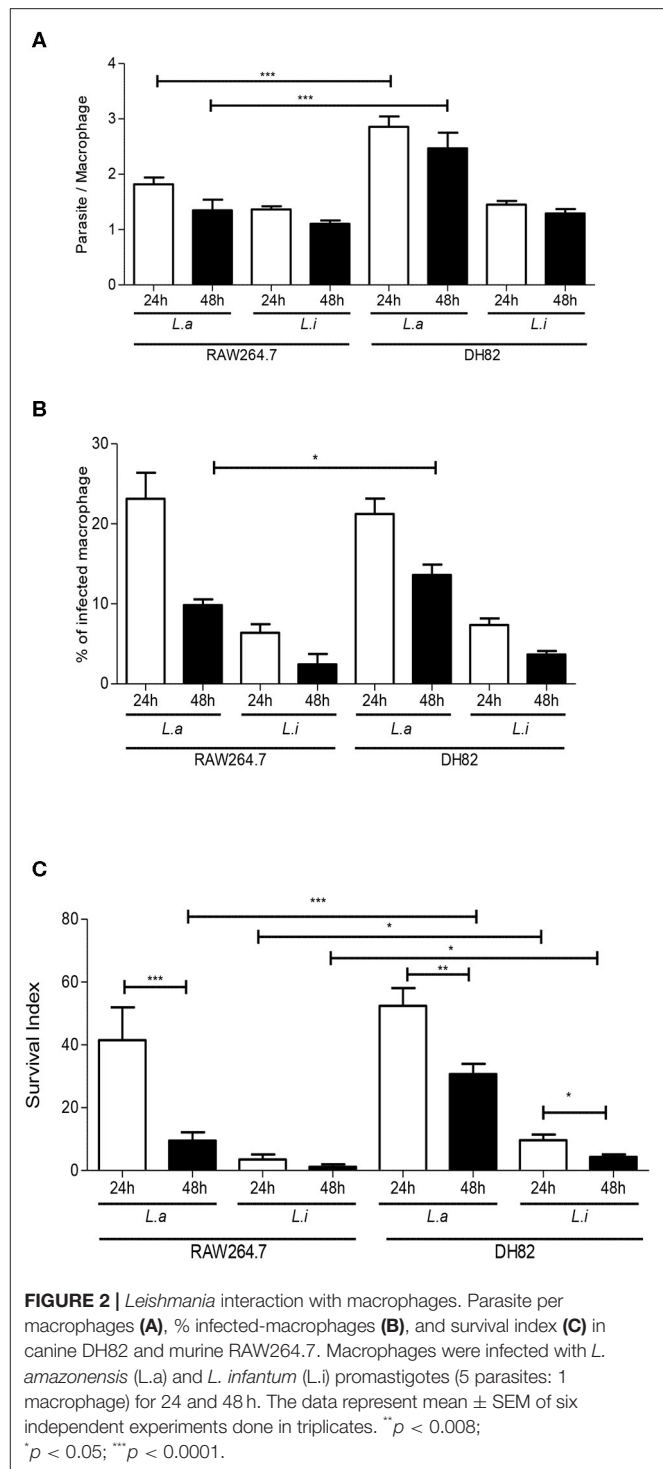 A
***
***
4
3
2
1
0
Parasite / Macrophage
24h 48h 24h 48h 24h 48h 24h 48h
L.a L.i L.a L.i
RAW264.7 DH82
B
*
30
20
10
0
% of infected macrophage
24h 48h 24h 48h 24h 48h 24h 48h
L.a L.i L.a L.i
RAW264.7 DH82
C
***
*
*
***
**
*
80
60
40
20
0
Survival Index
24h 48h 24h 48h 24h 48h 24h 48h
L.a L.i L.a L.i
RAW264.7 DH82
FIGURE 2 | Leishmania interaction with macrophages. Parasite per
macrophages (A), % infected-macrophages (B), and survival index (C) in
canine DH82 and murine RAW264.7. Macrophages were infected with L.
amazonensis (L.a) and L. infantum (L.i) promastigotes (5 parasites: 1
macrophage) for 24 and 48 h. The data represent mean ± SEM of six
independent experiments done in triplicates. **p < 0.008;
*p < 0.05; ***p < 0.0001.